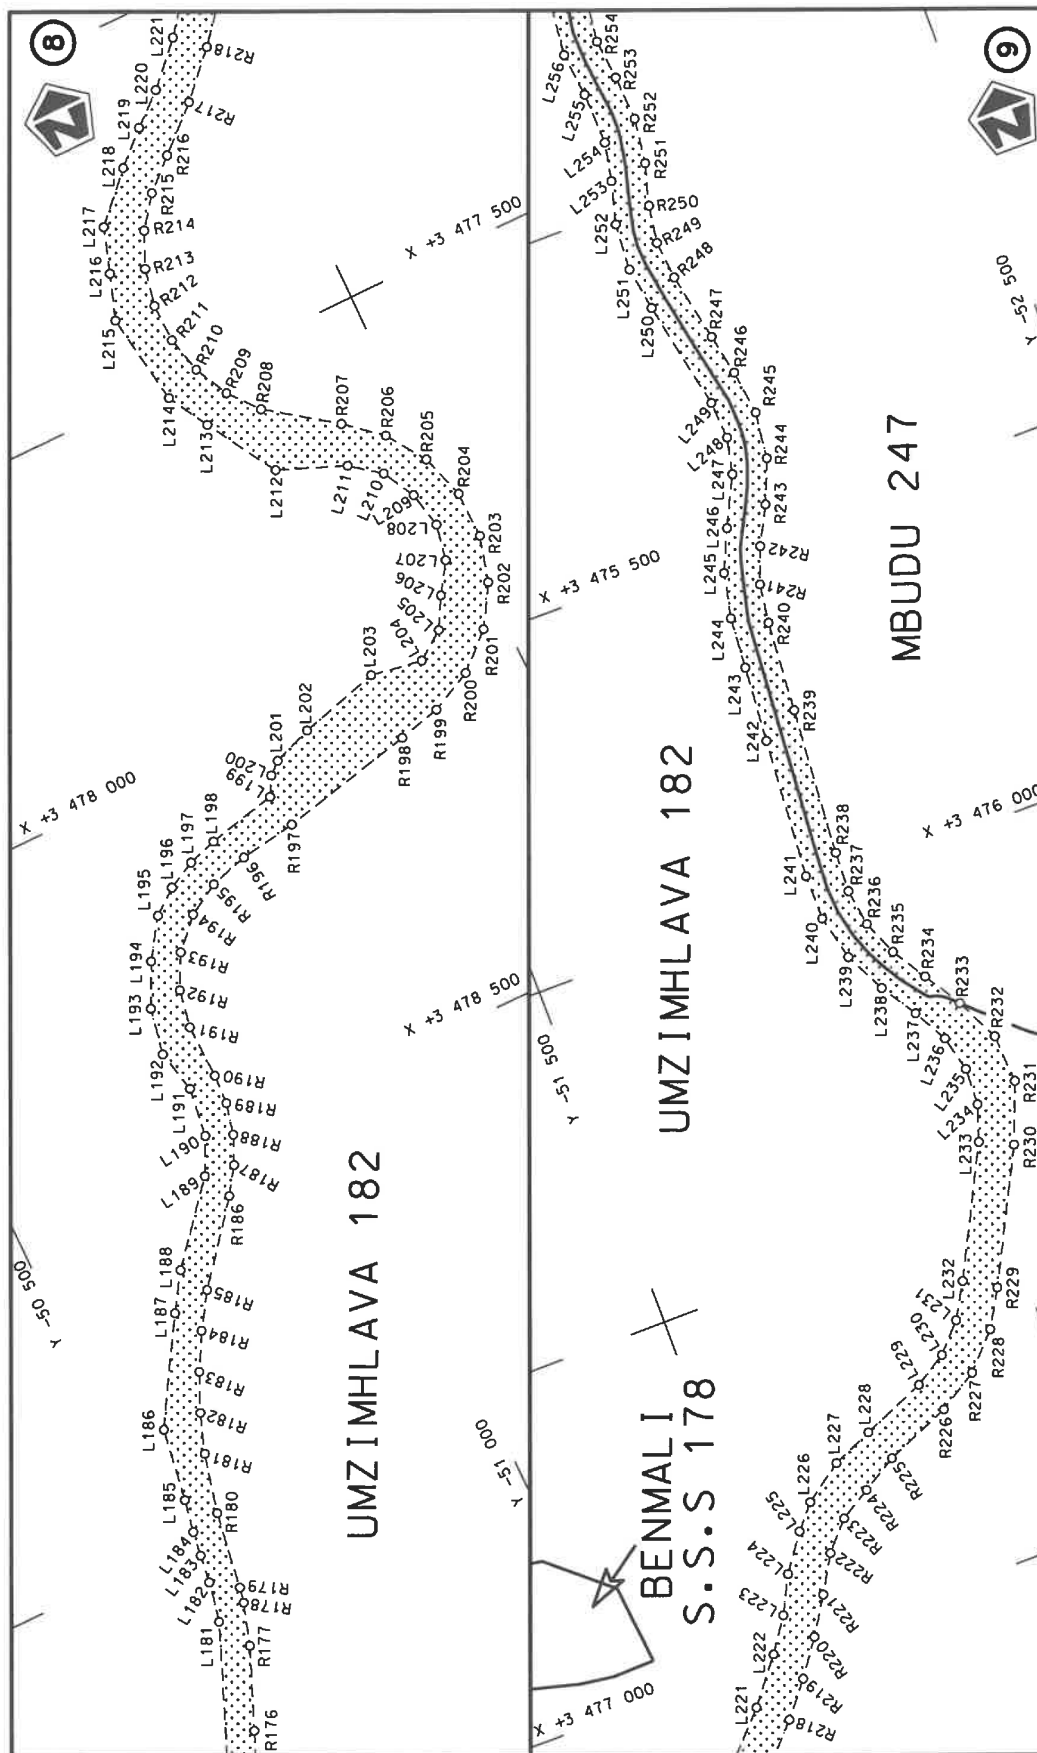 8
N
L221
L220
L219
L218
L217
L216
L215
L214
L213
L212
L211
L210
L209
L208
L207
L206
L205
L204
L203
L202
L201
L200
L199
L198
L197
L196
L195
L194
L193
L192
L191
L190
L189
L188
L187
L186
L185
L184
L183
L182
L181
R218
R217
R216
R215
R214
R213
R212
R211
R210
R209
R208
R207
R206
R205
R204
R203
R202
R201
R200
R199
R198
R197
R196
R195
R194
R193
R192
R191
R190
R189
R188
R187
R186
R185
R184
R183
R182
R181
R180
R179
R178
R177
R176
X +3 477 500
X +3 478 000
X +3 478 500
Y -50 500
Y -51 000
UMZIMHLAVA 182
9
N
L256
L255
L254
L253
L252
L251
L250
L249
L248
L247
L246
L245
L244
L243
L242
L241
L240
L239
L238
L237
L236
L235
L234
L233
L232
L231
L230
L229
L228
L227
L226
L225
L224
L223
L222
L221
R254
R253
R252
R251
R250
R249
R248
R247
R246
R245
R244
R243
R242
R241
R240
R239
R238
R237
R236
R235
R234
R233
R232
R231
R230
R229
R228
R227
R226
R225
R224
R223
R222
R221
R220
R219
R218
X +3 475 500
X +3 476 000
X +3 477 000
Y -51 500
Y -52 500
MBUDU 247
UMZIMHLAVA 182
BENMALI
S.S.S 178